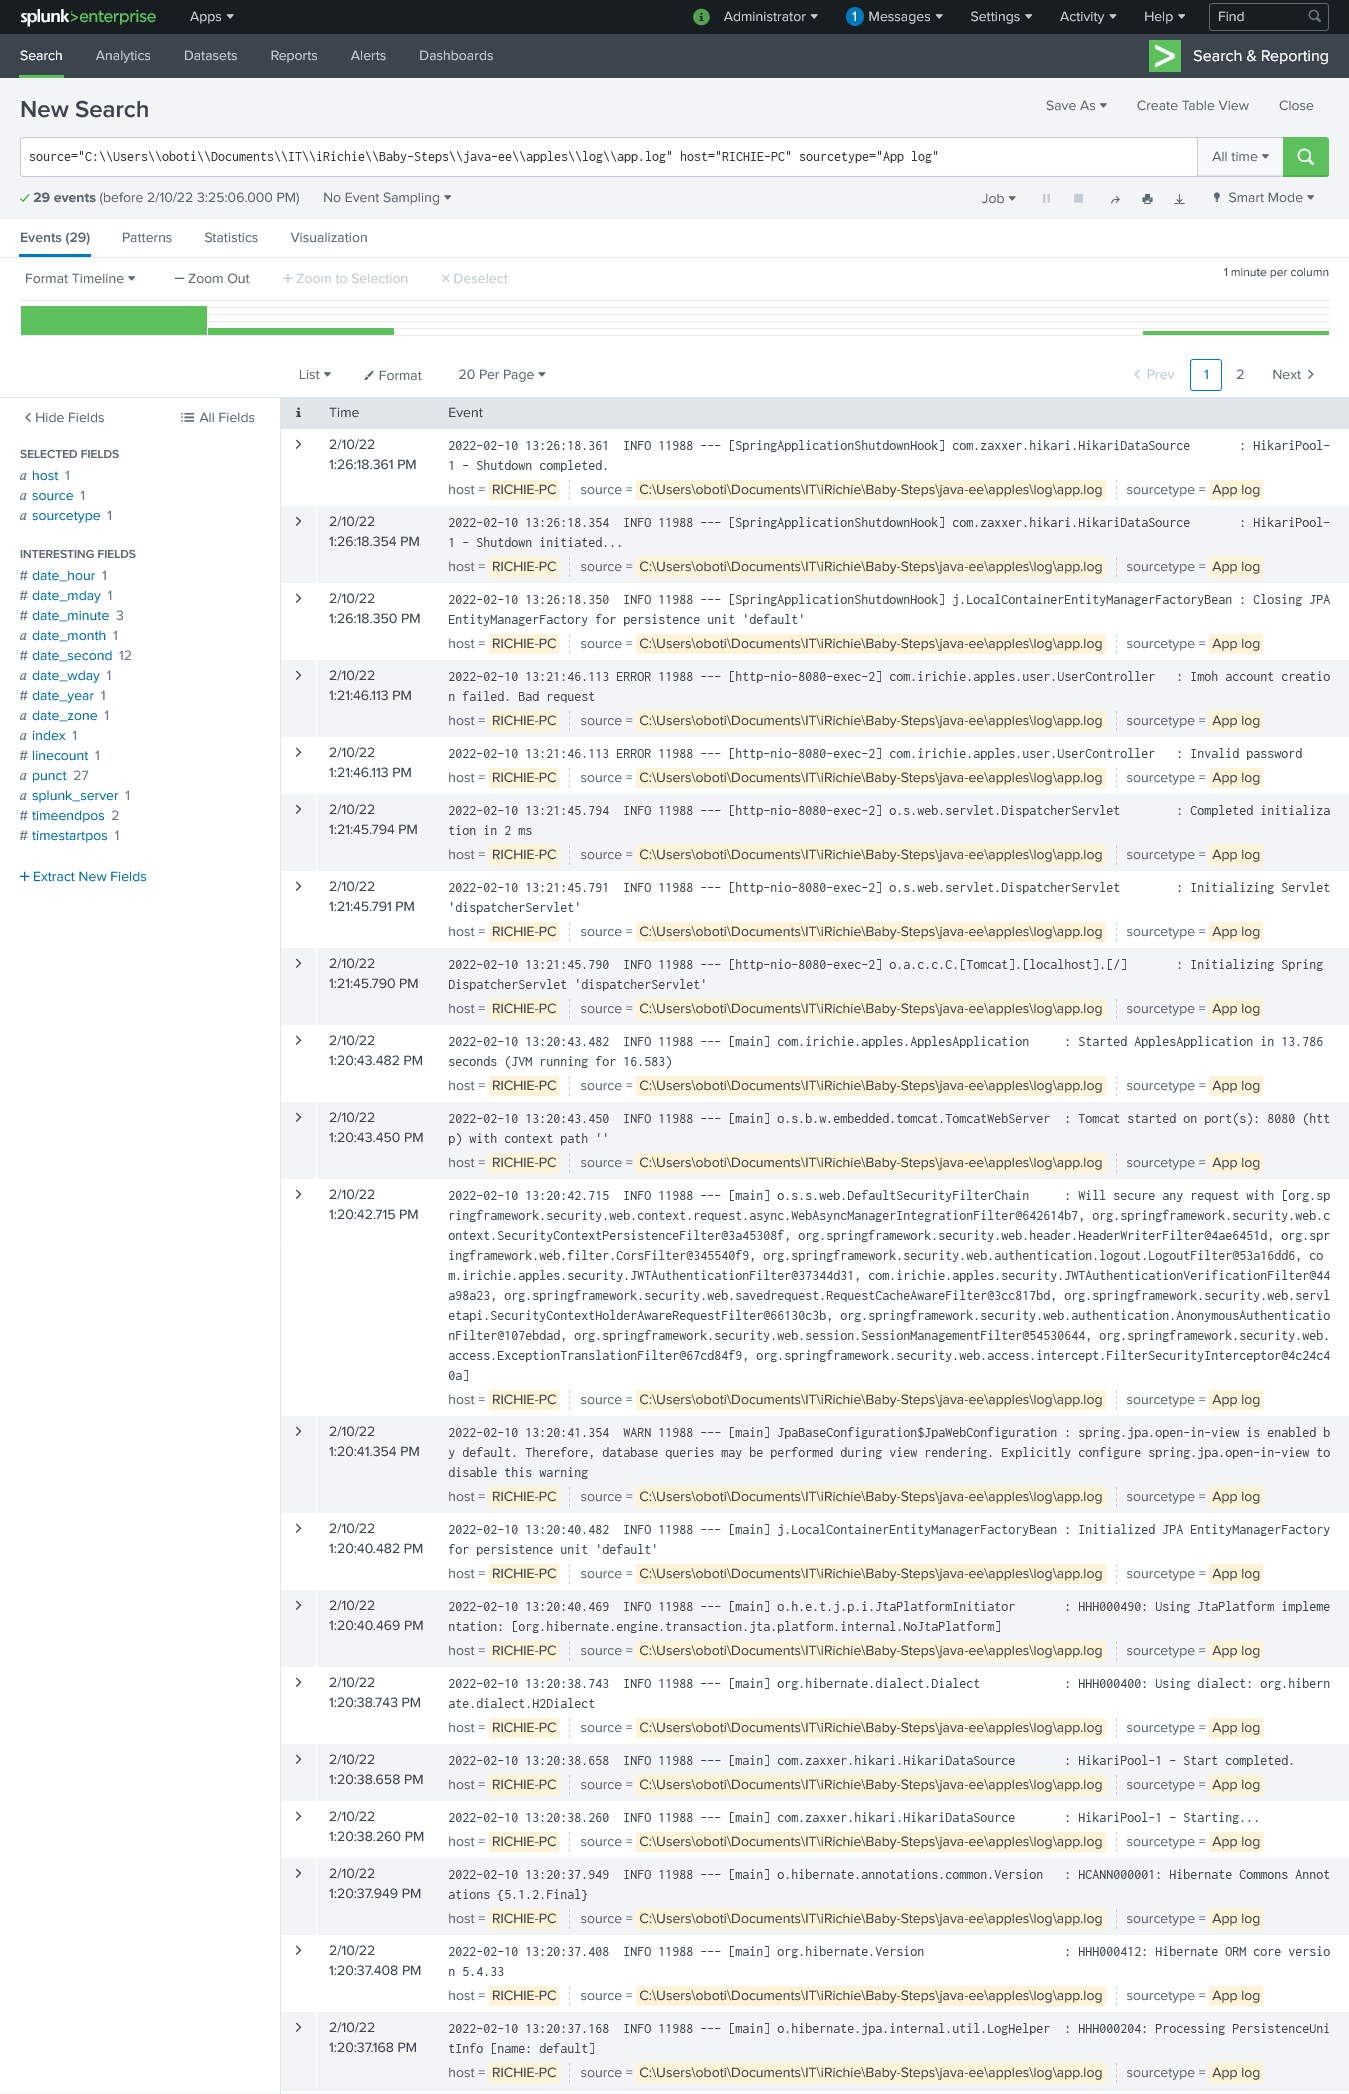 splunk>enterprise Apps Administrator 1 Messages Settings Activity Help Find
Search Analytics Datasets Reports Alerts Dashboards Search & Reporting
New Search Save As Create Table View Close
source="C:\\Users\\oboti\\Documents\\IT\\iRichie\\Baby-Steps\\java-ee\\apples\\log\\app.log" host="RICHIE-PC" sourcetype="App log" All time
29 events (before 2/10/22 3:25:06.000 PM) No Event Sampling Job Smart Mode
Events (29) Patterns Statistics Visualization
Format Timeline — Zoom Out + Zoom to Selection × Deselect 1 minute per column
List Format 20 Per Page < Prev 1 2 Next >
< Hide Fields All Fields
SELECTED FIELDS
a host 1
a source 1
a sourcetype 1
INTERESTING FIELDS
# date_hour 1
# date_mday 1
# date_minute 3
a date_month 1
# date_second 12
a date_wday 1
# date_year 1
a date_zone 1
a index 1
# linecount 1
a punct 27
a splunk_server 1
# timeendpos 2
# timestartpos 1
+ Extract New Fields
i Time Event
2/10/22
1:26:18.361 PM
2022-02-10 13:26:18.361  INFO 11988 --- [SpringApplicationShutdownHook] com.zaxxer.hikari.HikariDataSource       : HikariPool-
1 - Shutdown completed.
host = RICHIE-PC source = C:\Users\oboti\Documents\IT\iRichie\Baby-Steps\java-ee\apples\log\app.log sourcetype = App log
2/10/22
1:26:18.354 PM
2022-02-10 13:26:18.354  INFO 11988 --- [SpringApplicationShutdownHook] com.zaxxer.hikari.HikariDataSource       : HikariPool-
1 - Shutdown initiated...
host = RICHIE-PC source = C:\Users\oboti\Documents\IT\iRichie\Baby-Steps\java-ee\apples\log\app.log sourcetype = App log
2/10/22
1:26:18.350 PM
2022-02-10 13:26:18.350  INFO 11988 --- [SpringApplicationShutdownHook] j.LocalContainerEntityManagerFactoryBean : Closing JPA
EntityManagerFactory for persistence unit 'default'
host = RICHIE-PC source = C:\Users\oboti\Documents\IT\iRichie\Baby-Steps\java-ee\apples\log\app.log sourcetype = App log
2/10/22
1:21:46.113 PM
2022-02-10 13:21:46.113 ERROR 11988 --- [http-nio-8080-exec-2] com.irichie.apples.user.UserController   : Imoh account creatio
n failed. Bad request
host = RICHIE-PC source = C:\Users\oboti\Documents\IT\iRichie\Baby-Steps\java-ee\apples\log\app.log sourcetype = App log
2/10/22
1:21:46.113 PM
2022-02-10 13:21:46.113 ERROR 11988 --- [http-nio-8080-exec-2] com.irichie.apples.user.UserController   : Invalid password
host = RICHIE-PC source = C:\Users\oboti\Documents\IT\iRichie\Baby-Steps\java-ee\apples\log\app.log sourcetype = App log
2/10/22
1:21:45.794 PM
2022-02-10 13:21:45.794  INFO 11988 --- [http-nio-8080-exec-2] o.s.web.servlet.DispatcherServlet        : Completed initializa
tion in 2 ms
host = RICHIE-PC source = C:\Users\oboti\Documents\IT\iRichie\Baby-Steps\java-ee\apples\log\app.log sourcetype = App log
2/10/22
1:21:45.791 PM
2022-02-10 13:21:45.791  INFO 11988 --- [http-nio-8080-exec-2] o.s.web.servlet.DispatcherServlet        : Initializing Servlet
'dispatcherServlet'
host = RICHIE-PC source = C:\Users\oboti\Documents\IT\iRichie\Baby-Steps\java-ee\apples\log\app.log sourcetype = App log
2/10/22
1:21:45.790 PM
2022-02-10 13:21:45.790  INFO 11988 --- [http-nio-8080-exec-2] o.a.c.c.C.[Tomcat].[localhost].[/]       : Initializing Spring
DispatcherServlet 'dispatcherServlet'
host = RICHIE-PC source = C:\Users\oboti\Documents\IT\iRichie\Baby-Steps\java-ee\apples\log\app.log sourcetype = App log
2/10/22
1:20:43.482 PM
2022-02-10 13:20:43.482  INFO 11988 --- [main] com.irichie.apples.ApplesApplication     : Started ApplesApplication in 13.786
seconds (JVM running for 16.583)
host = RICHIE-PC source = C:\Users\oboti\Documents\IT\iRichie\Baby-Steps\java-ee\apples\log\app.log sourcetype = App log
2/10/22
1:20:43.450 PM
2022-02-10 13:20:43.450  INFO 11988 --- [main] o.s.b.w.embedded.tomcat.TomcatWebServer  : Tomcat started on port(s): 8080 (htt
p) with context path ''
host = RICHIE-PC source = C:\Users\oboti\Documents\IT\iRichie\Baby-Steps\java-ee\apples\log\app.log sourcetype = App log
2/10/22
1:20:42.715 PM
2022-02-10 13:20:42.715  INFO 11988 --- [main] o.s.s.web.DefaultSecurityFilterChain     : Will secure any request with [org.sp
ringframework.security.web.context.request.async.WebAsyncManagerIntegrationFilter@642614b7, org.springframework.security.web.c
ontext.SecurityContextPersistenceFilter@3a45308f, org.springframework.security.web.header.HeaderWriterFilter@4ae6451d, org.spr
ingframework.web.filter.CorsFilter@345540f9, org.springframework.security.web.authentication.logout.LogoutFilter@53a16dd6, co
m.irichie.apples.security.JWTAuthenticationFilter@37344d31, com.irichie.apples.security.JWTAuthenticationVerificationFilter@44
a98a23, org.springframework.security.web.savedrequest.RequestCacheAwareFilter@3cc817bd, org.springframework.security.web.servl
etapi.SecurityContextHolderAwareRequestFilter@66130c3b, org.springframework.security.web.authentication.AnonymousAuthenticatio
nFilter@107ebdad, org.springframework.security.web.session.SessionManagementFilter@54530644, org.springframework.security.web.
access.ExceptionTranslationFilter@67cd84f9, org.springframework.security.web.access.intercept.FilterSecurityInterceptor@4c24c4
0a]
host = RICHIE-PC source = C:\Users\oboti\Documents\IT\iRichie\Baby-Steps\java-ee\apples\log\app.log sourcetype = App log
2/10/22
1:20:41.354 PM
2022-02-10 13:20:41.354  WARN 11988 --- [main] JpaBaseConfiguration$JpaWebConfiguration : spring.jpa.open-in-view is enabled b
y default. Therefore, database queries may be performed during view rendering. Explicitly configure spring.jpa.open-in-view to
disable this warning
host = RICHIE-PC source = C:\Users\oboti\Documents\IT\iRichie\Baby-Steps\java-ee\apples\log\app.log sourcetype = App log
2/10/22
1:20:40.482 PM
2022-02-10 13:20:40.482  INFO 11988 --- [main] j.LocalContainerEntityManagerFactoryBean : Initialized JPA EntityManagerFactory
for persistence unit 'default'
host = RICHIE-PC source = C:\Users\oboti\Documents\IT\iRichie\Baby-Steps\java-ee\apples\log\app.log sourcetype = App log
2/10/22
1:20:40.469 PM
2022-02-10 13:20:40.469  INFO 11988 --- [main] o.h.e.t.j.p.i.JtaPlatformInitiator       : HHH000490: Using JtaPlatform impleme
ntation: [org.hibernate.engine.transaction.jta.platform.internal.NoJtaPlatform]
host = RICHIE-PC source = C:\Users\oboti\Documents\IT\iRichie\Baby-Steps\java-ee\apples\log\app.log sourcetype = App log
2/10/22
1:20:38.743 PM
2022-02-10 13:20:38.743  INFO 11988 --- [main] org.hibernate.dialect.Dialect            : HHH000400: Using dialect: org.hibern
ate.dialect.H2Dialect
host = RICHIE-PC source = C:\Users\oboti\Documents\IT\iRichie\Baby-Steps\java-ee\apples\log\app.log sourcetype = App log
2/10/22
1:20:38.658 PM
2022-02-10 13:20:38.658  INFO 11988 --- [main] com.zaxxer.hikari.HikariDataSource       : HikariPool-1 - Start completed.
host = RICHIE-PC source = C:\Users\oboti\Documents\IT\iRichie\Baby-Steps\java-ee\apples\log\app.log sourcetype = App log
2/10/22
1:20:38.260 PM
2022-02-10 13:20:38.260  INFO 11988 --- [main] com.zaxxer.hikari.HikariDataSource       : HikariPool-1 - Starting...
host = RICHIE-PC source = C:\Users\oboti\Documents\IT\iRichie\Baby-Steps\java-ee\apples\log\app.log sourcetype = App log
2/10/22
1:20:37.949 PM
2022-02-10 13:20:37.949  INFO 11988 --- [main] o.hibernate.annotations.common.Version   : HCANN000001: Hibernate Commons Annot
ations {5.1.2.Final}
host = RICHIE-PC source = C:\Users\oboti\Documents\IT\iRichie\Baby-Steps\java-ee\apples\log\app.log sourcetype = App log
2/10/22
1:20:37.408 PM
2022-02-10 13:20:37.408  INFO 11988 --- [main] org.hibernate.Version                    : HHH000412: Hibernate ORM core versio
n 5.4.33
host = RICHIE-PC source = C:\Users\oboti\Documents\IT\iRichie\Baby-Steps\java-ee\apples\log\app.log sourcetype = App log
2/10/22
1:20:37.168 PM
2022-02-10 13:20:37.168  INFO 11988 --- [main] o.hibernate.jpa.internal.util.LogHelper  : HHH000204: Processing PersistenceUni
tInfo [name: default]
host = RICHIE-PC source = C:\Users\oboti\Documents\IT\iRichie\Baby-Steps\java-ee\apples\log\app.log sourcetype = App log